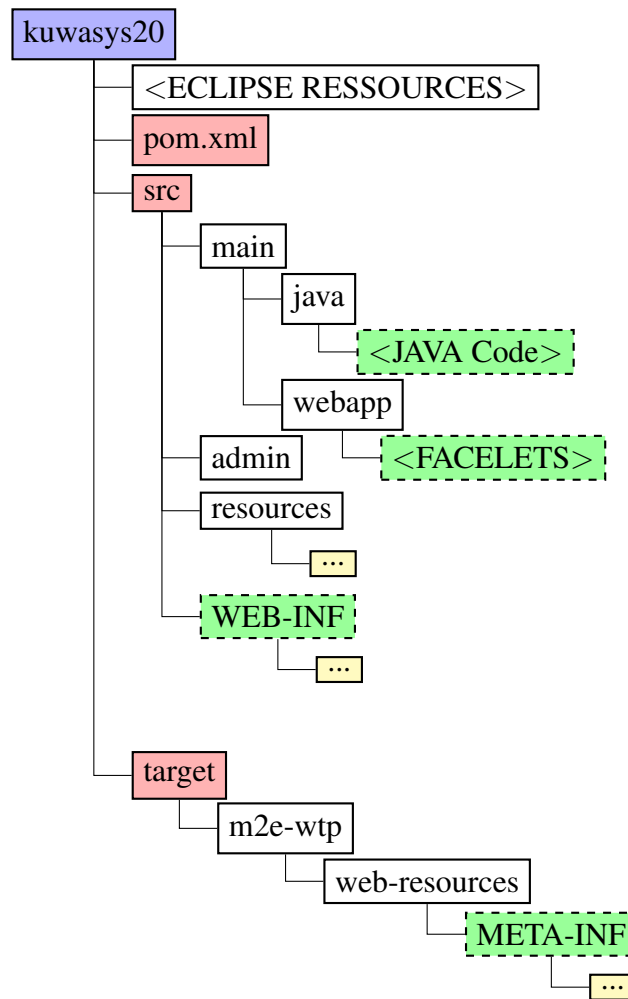 kuwasys20
<ECLIPSE RESSOURCES>
pom.xml
src
main
java
<JAVA Code>
webapp
<FACELETS>
admin
resources
...
WEB-INF
...
target
m2e-wtp
web-resources
META-INF
...